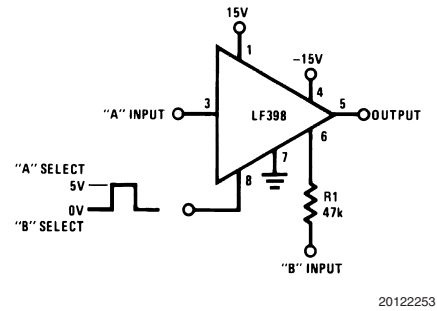 15V
1
−15V
4
"A" INPUT
3
LF398
5
OUTPUT
6
7
"A" SELECT
5V
8
0V
"B" SELECT
R1
47k
"B" INPUT
20122253